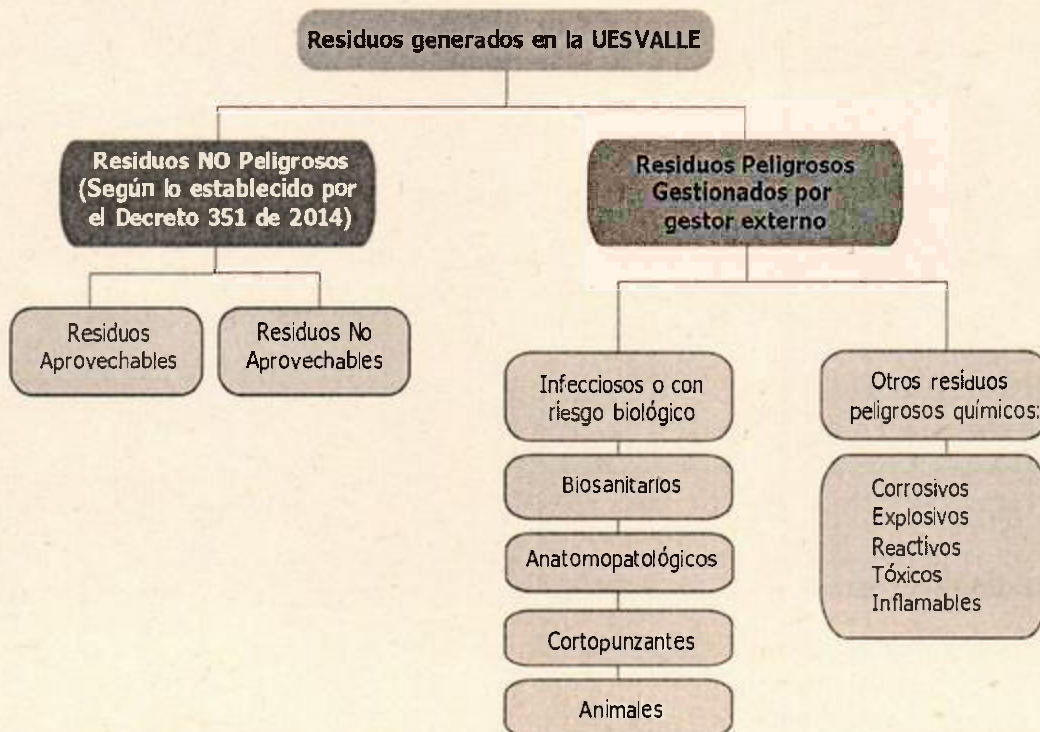 Residuos generados en la UESVALLE
Residuos NO Peligrosos
(Según lo establecido por
el Decreto 351 de 2014)
Residuos Peligrosos
Gestionados por
gestor externo
Residuos
Aprovechables
Residuos No
Aprovechables
Infecciosos o con
riesgo biológico
Biosanitarios
Anatomopatológicos
Cortopunzantes
Animales
Otros residuos
peligrosos químicos:
Corrosivos
Explosivos
Reactivos
Tóxicos
Inflamables